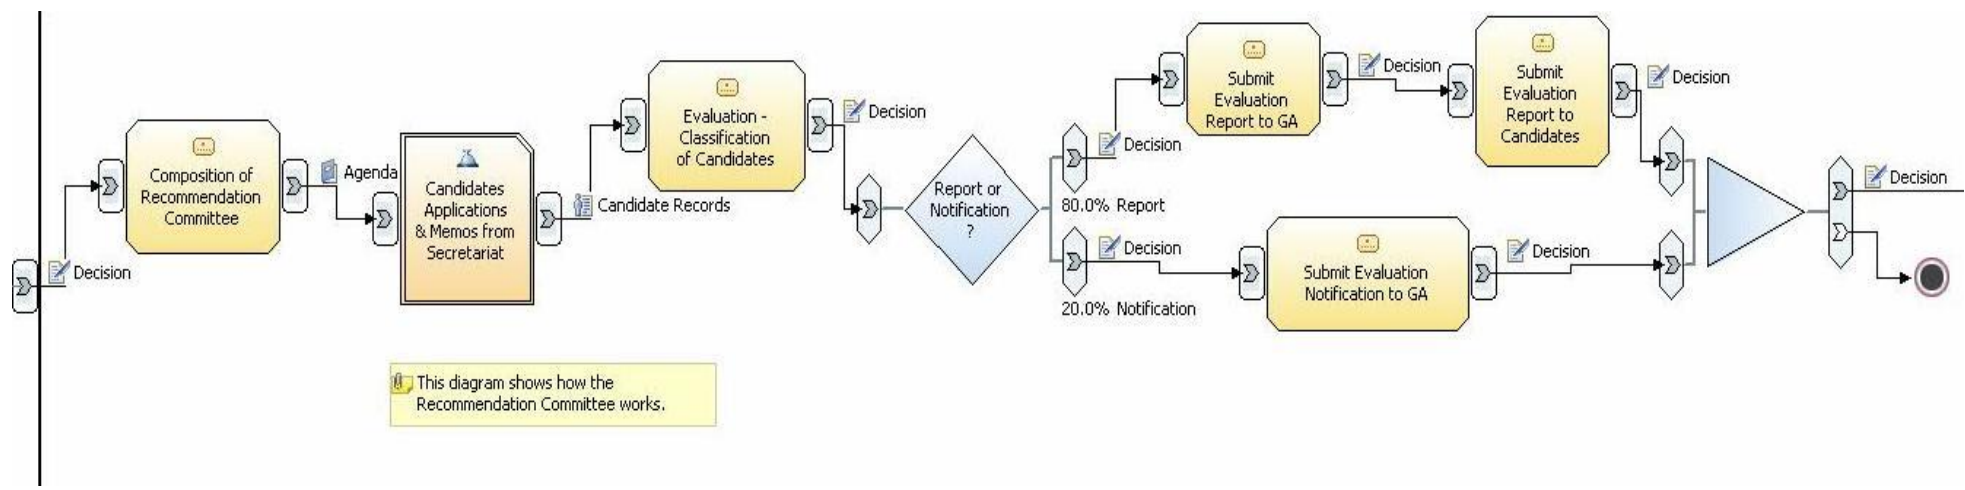 Decision
Composition of
Recommendation
Committee
Agenda
Candidates
Applications
& Memos from
Secretariat
Candidate Records
Evaluation -
Classification
of Candidates
Decision
Report or
Notification
?
Decision
80.0% Report
Submit
Evaluation
Report to GA
Decision
Submit
Evaluation
Report to
Candidates
Decision
Decision
20.0% Notification
Submit Evaluation
Notification to GA
Decision
Decision
This diagram shows how the
Recommendation Committee works.